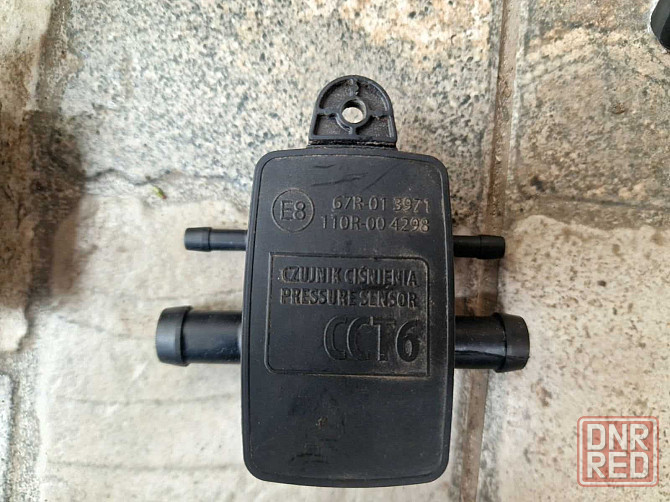 E8
67R-01 3971
110R-00 4298
CZUJNIK CIŚNIENIA
PRESSURE SENSOR
CCT6
DNR
RED